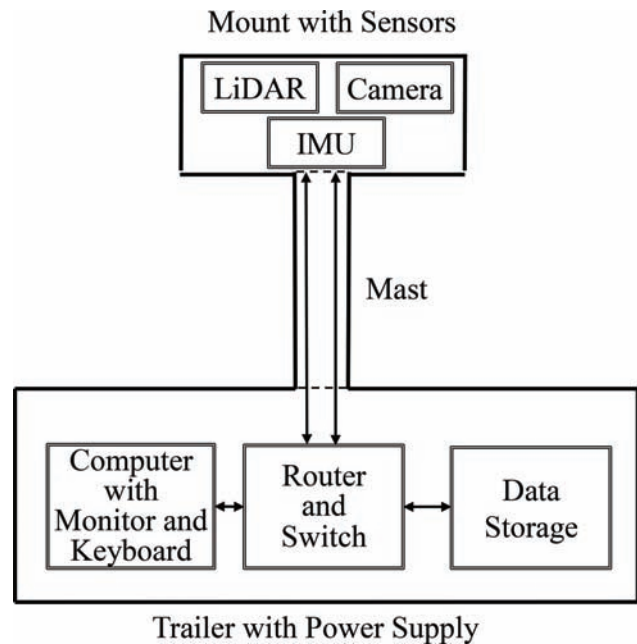 Mount with Sensors
LiDAR
Camera
IMU
Mast
Computer
with
Monitor and
Keyboard
Router
and
Switch
Data
Storage
Trailer with Power Supply